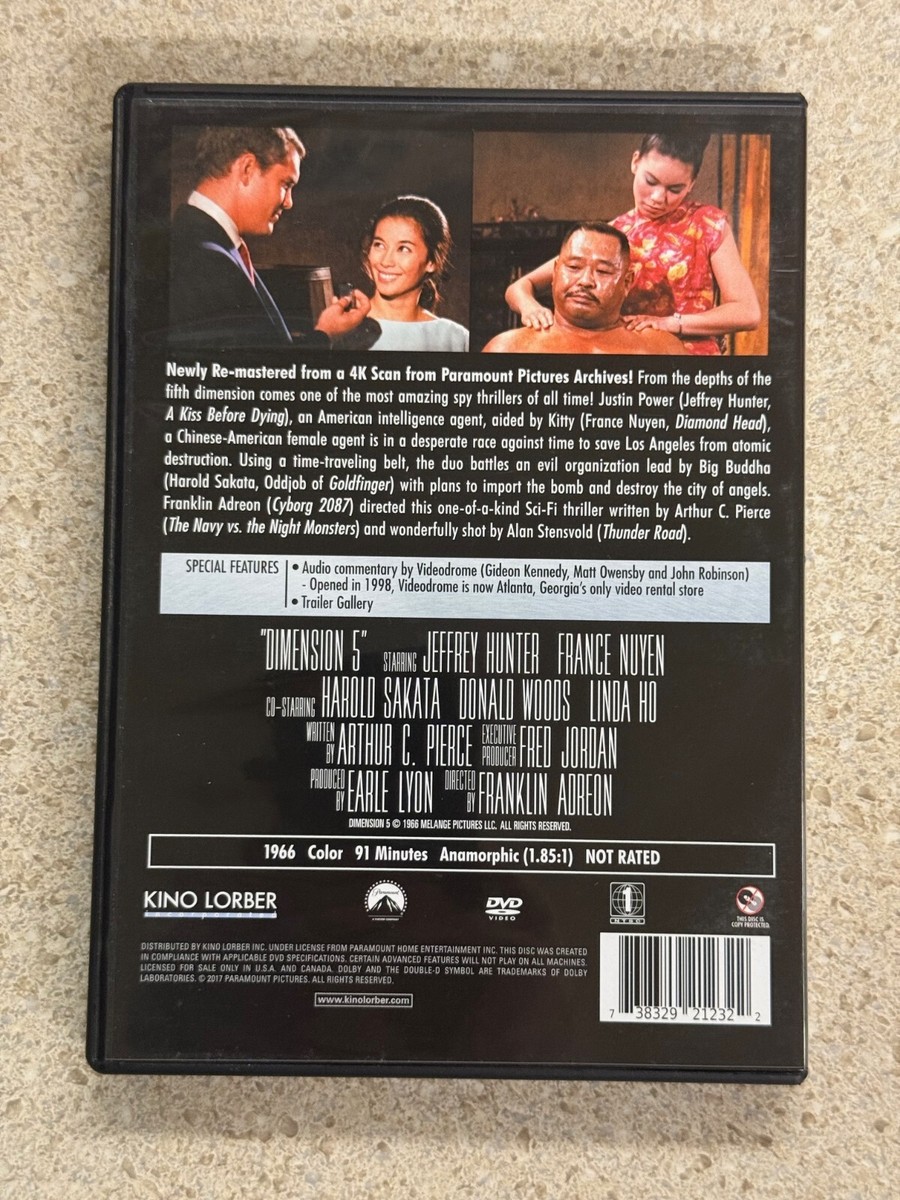 Newly Re-mastered from a 4K Scan from Paramount Pictures Archives! From the depths of the
fifth dimension comes one of the most amazing spy thrillers of all time! Justin Power (Jeffrey Hunter,
A Kiss Before Dying), an American intelligence agent, aided by Kitty (France Nuyen, Diamond Head),
a Chinese-American female agent is in a desperate race against time to save Los Angeles from atomic
destruction. Using a time-traveling belt, the duo battles an evil organization lead by Big Buddha
(Harold Sakata, Oddjob of Goldfinger) with plans to import the bomb and destroy the city of angels.
Franklin Adreon (Cyborg 2087) directed this one-of-a-kind Sci-Fi thriller written by Arthur C. Pierce
(The Navy vs. the Night Monsters) and wonderfully shot by Alan Stensvold (Thunder Road).
SPECIAL FEATURES
• Audio commentary by Videodrome (Gideon Kennedy, Matt Owensby and John Robinson)
- Opened in 1998, Videodrome is now Atlanta, Georgia's only video rental store
• Trailer Gallery
"DIMENSION 5" STARRING JEFFREY HUNTER FRANCE NUYEN
CO-STARRING HAROLD SAKATA DONALD WOODS LINDA HO
WRITTEN BY ARTHUR C. PIERCE EXECUTIVE PRODUCER FRED JORDAN
PRODUCED BY EARLE LYON DIRECTED BY FRANKLIN ADREON
DIMENSION 5 © 1966 MELANGE PICTURES LLC. ALL RIGHTS RESERVED.
1966 Color 91 Minutes Anamorphic (1.85:1) NOT RATED
KINO LORBER
Paramount
DVD
VIDEO
1
NTSC
THIS DISC IS
COPY PROTECTED
DISTRIBUTED BY KINO LORBER INC. UNDER LICENSE FROM PARAMOUNT HOME ENTERTAINMENT INC. THIS DISC WAS CREATED
IN COMPLIANCE WITH APPLICABLE DVD SPECIFICATIONS. CERTAIN ADVANCED FEATURES WILL NOT PLAY ON ALL MACHINES.
LICENSED FOR SALE ONLY IN U.S.A. AND CANADA. DOLBY AND THE DOUBLE-D SYMBOL ARE TRADEMARKS OF DOLBY
LABORATORIES. © 2017 PARAMOUNT PICTURES. ALL RIGHTS RESERVED.
www.kinolorber.com
7 38329 21232 2